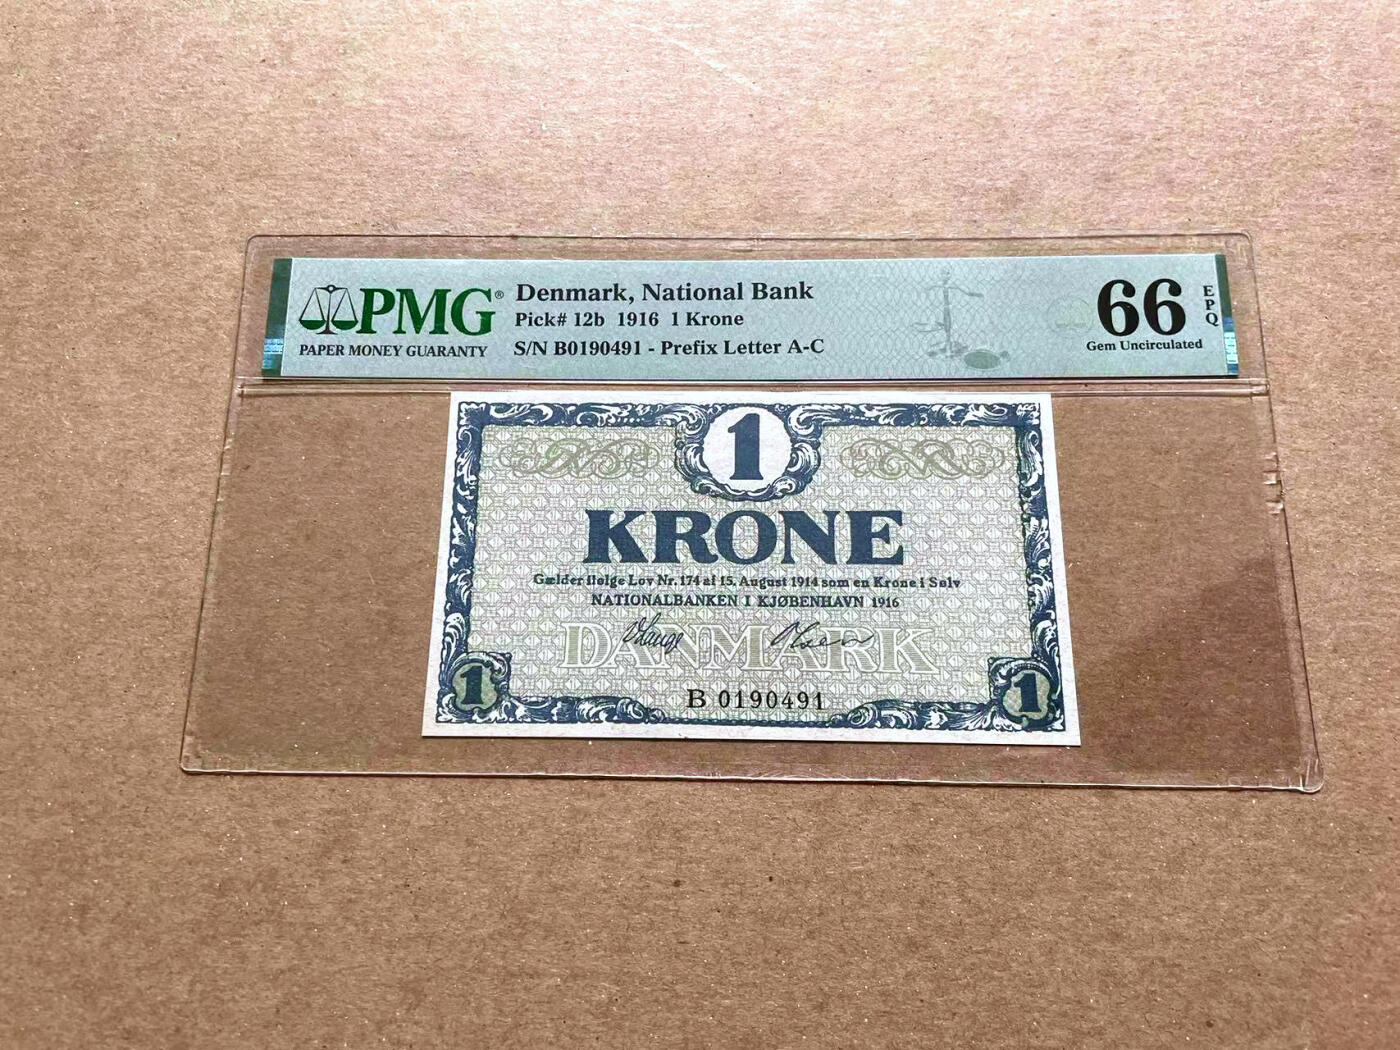 PMG®
PAPER MONEY GUARANTY
Denmark, National Bank
Pick# 12b 1916 1 Krone
S/N B0190491 - Prefix Letter A-C
66 EPQ
Gem Uncirculated
1
KRONE
Gælder ifølge Lov Nr. 174 af 15. August 1914 som en Krone i Sølv
NATIONALBANKEN I KJØBENHAVN 1916
V Lange
DANMARK
1 B 0190491 1